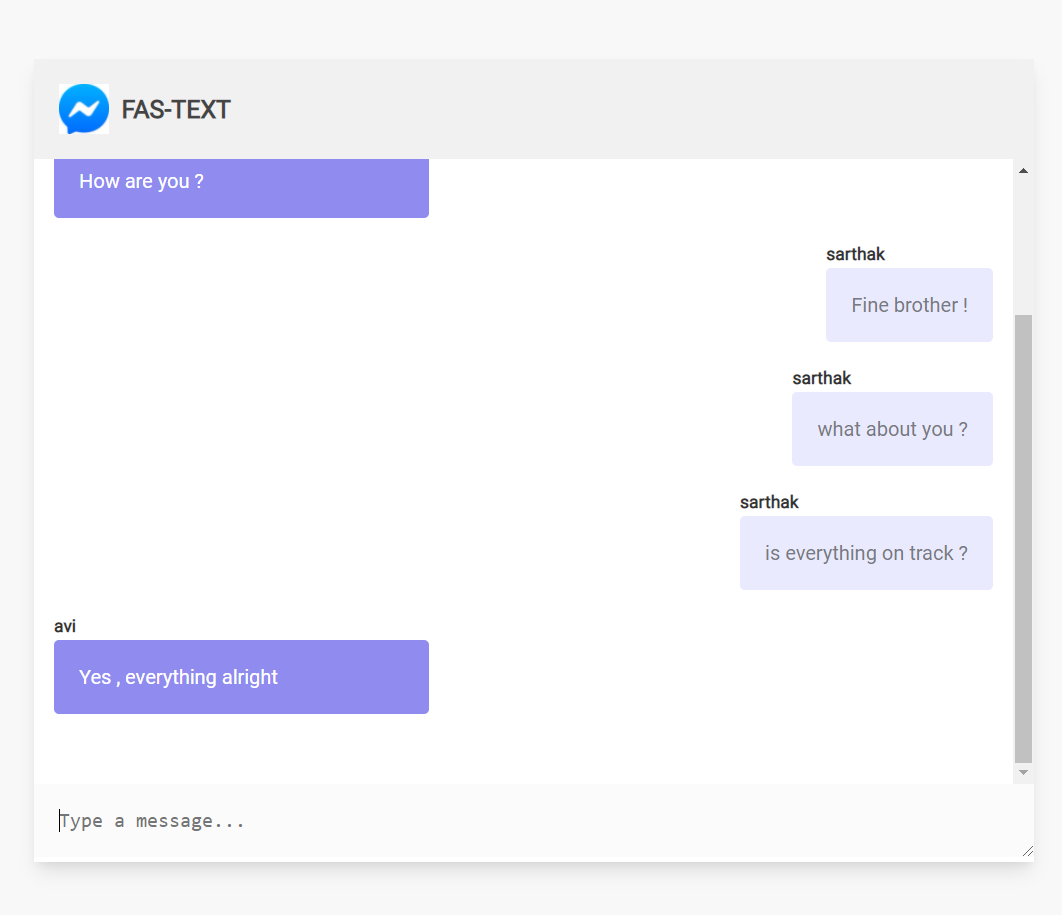 FAS-TEXT
How are you ?
sarthak
Fine brother !
sarthak
what about you ?
sarthak
is everything on track ?
avi
Yes , everything alright
Type a message...